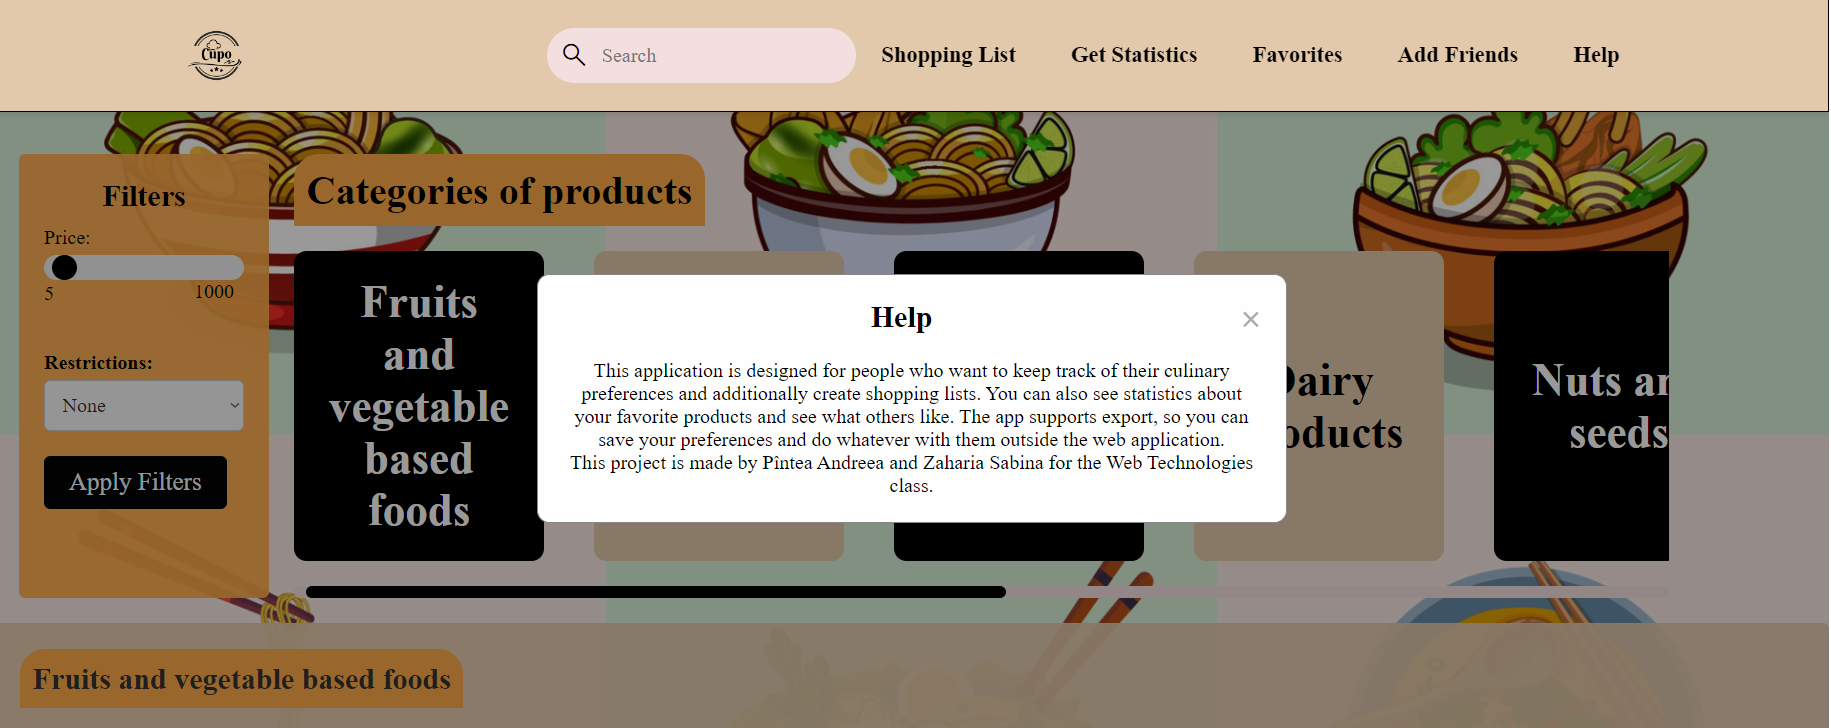 Cupo
Search
Shopping List
Get Statistics
Favorites
Add Friends
Help
Filters
Price:
5
1000
Restrictions:
None
Apply Filters
Categories of products
Fruits
and
vegetable
based
foods
Help
×
This application is designed for people who want to keep track of their culinary
preferences and additionally create shopping lists. You can also see statistics about
your favorite products and see what others like. The app supports export, so you can
save your preferences and do whatever with them outside the web application.
This project is made by Pîntea Andreea and Zaharia Sabina for the Web Technologies
class.
Dairy
oducts
Nuts an
seeds
Fruits and vegetable based foods